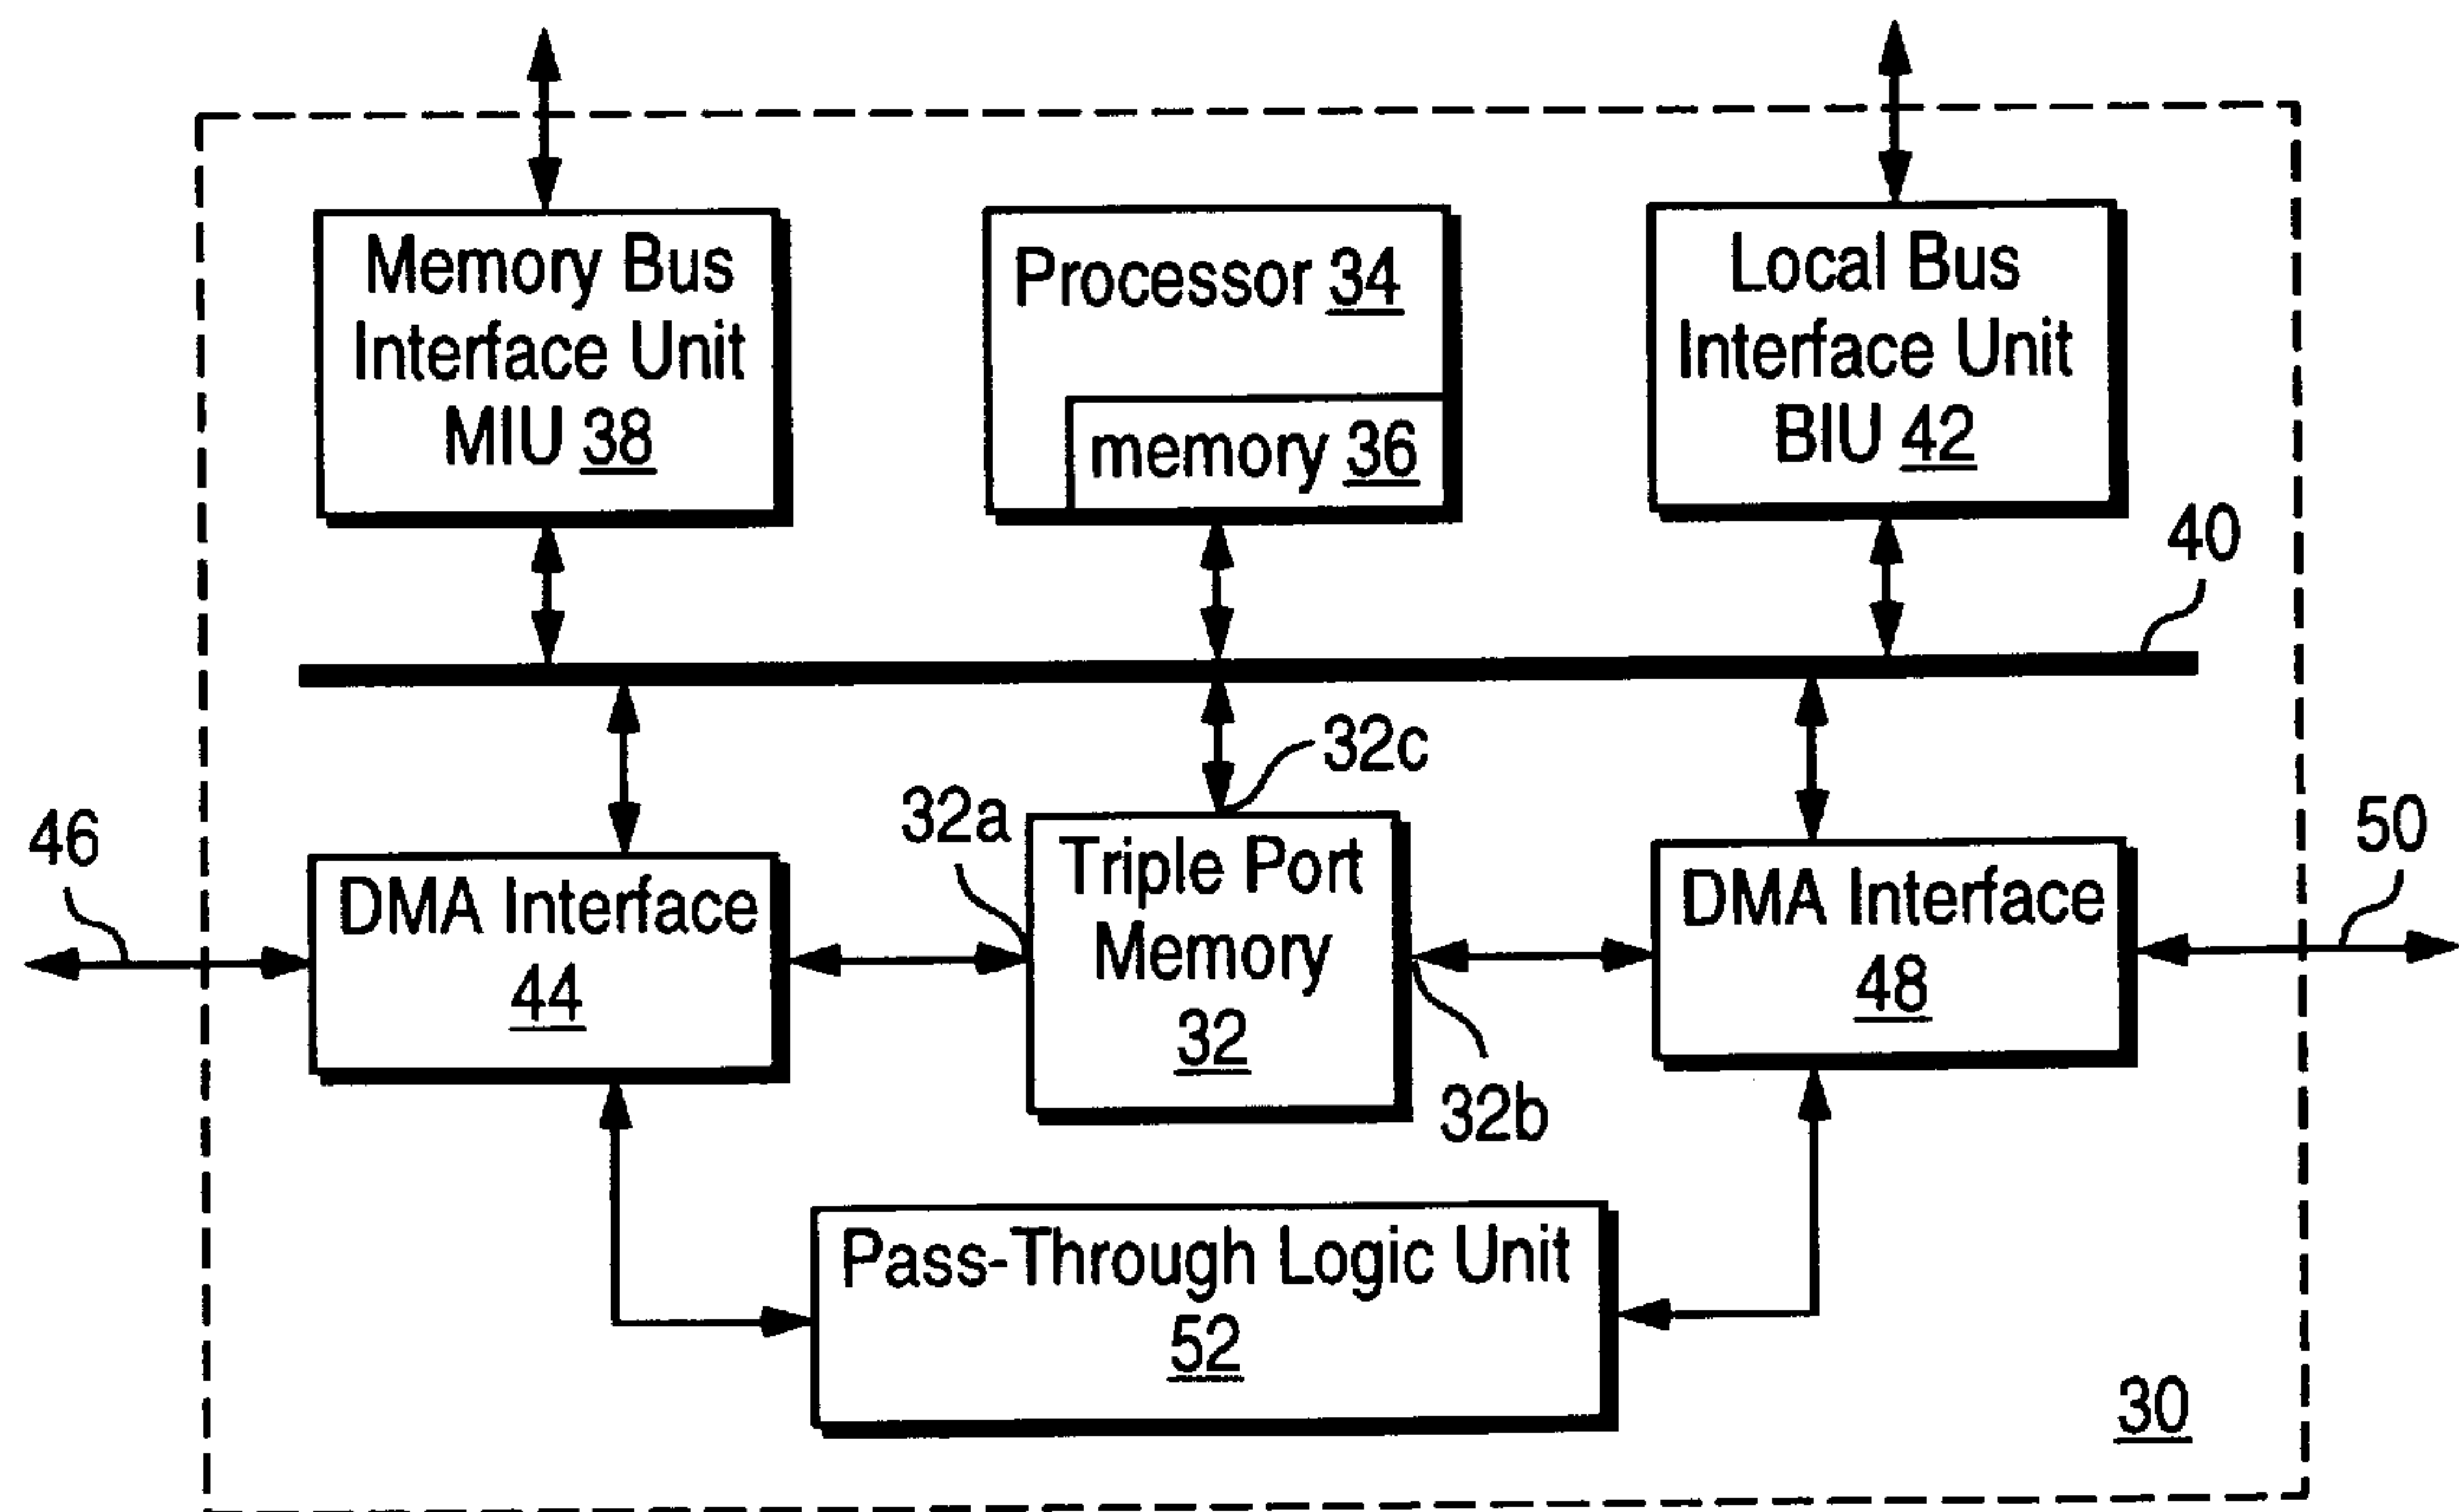 Memory Bus
Interface Unit
MIU 38
Processor 34
memory 36
Local Bus
Interface Unit
BIU 42
40
32c
32a
46
50
DMA Interface
44
Triple Port
Memory
32
DMA Interface
48
32b
Pass-Through Logic Unit
52
30